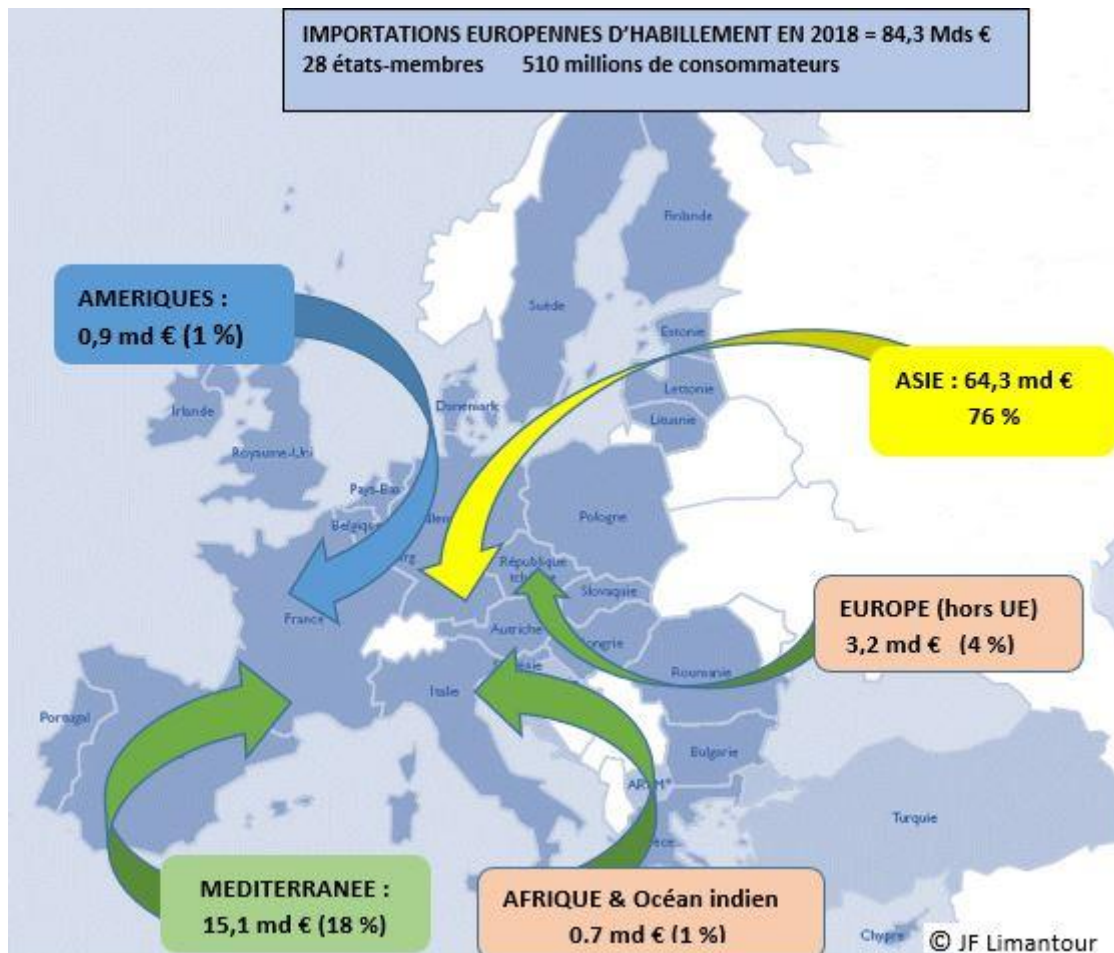 IMPORTATIONS EUROPENNES D'HABILLEMENT EN 2018 = 84,3 Mds €
28 états-membres 510 millions de consommateurs
Finlande
AMERIQUES :
0,9 md € (1 %)
Suède
Estonie
ASIE : 64,3 md €
76 %
Lettonie
Lituanie
Irlande
Danemark
Royaume-Uni
Pays-Bas
Belgique
Pologne
République
Slovaquie
France
EUROPE (hors UE)
3,2 md € (4 %)
Autriche
Roumanie
Italie
Portugal
Bulgarie
Turquie
MEDITERRANEE :
15,1 md € (18 %)
AFRIQUE & Océan indien
0.7 md € (1 %)
Chypre
© JF Limantour